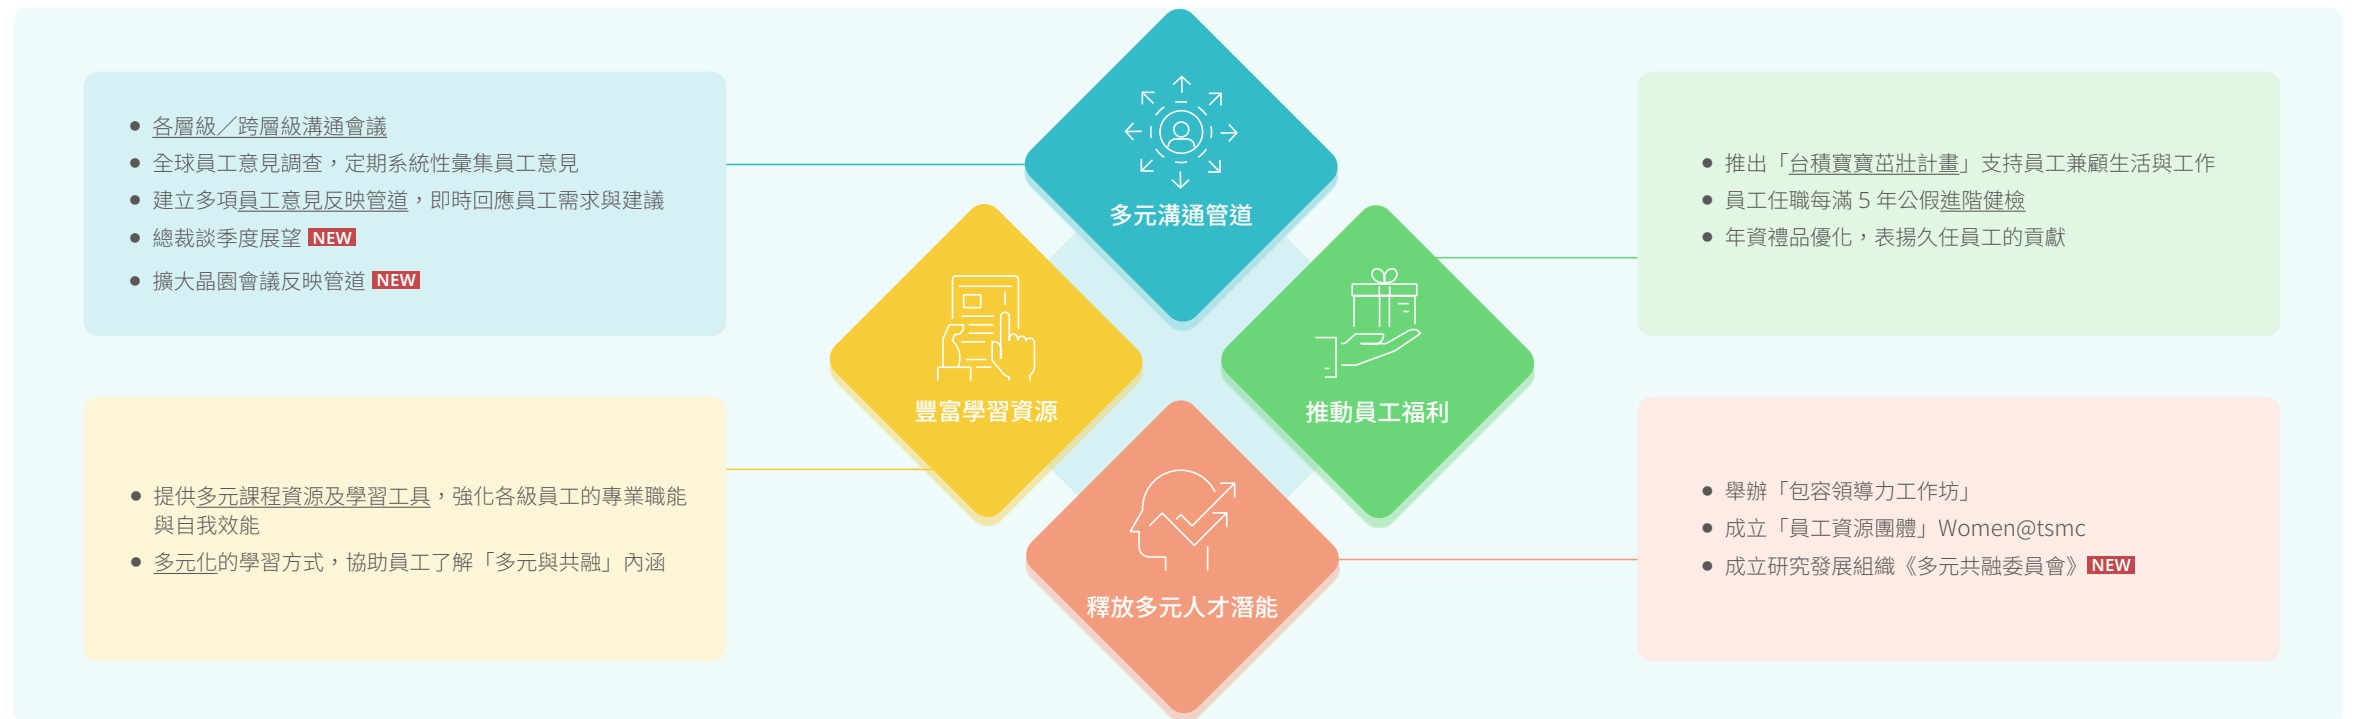 各層級／跨層級溝通會議
全球員工意見調查，定期系統性彙集員工意見
建立多項員工意見反映管道，即時回應員工需求與建議
總裁談季度展望 NEW
擴大晶圓會議反映管道 NEW
多元溝通管道
推出「台積寶寶茁壯計畫」支持員工兼顧生活與工作
員工任職每滿 5 年公假進階健檢
年資禮品優化，表揚久任員工的貢獻
豐富學習資源
推動員工福利
提供多元課程資源及學習工具，強化各級員工的專業職能
與自我效能
多元化的學習方式，協助員工了解「多元與共融」內涵
釋放多元人才潛能
舉辦「包容領導力工作坊」
成立「員工資源團體」Women@tsmc
成立研究發展組織《多元共融委員會》NEW